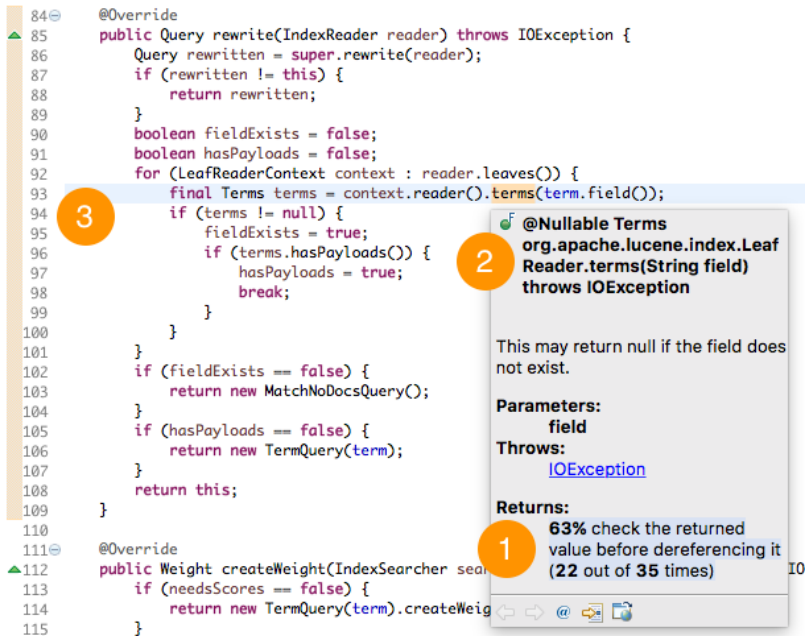 84 @Override
85 public Query rewrite(IndexReader reader) throws IOException {
86 Query rewritten = super.rewrite(reader);
87 if (rewritten != this) {
88 return rewritten;
89 }
90 boolean fieldExists = false;
91 boolean hasPayloads = false;
92 for (LeafReaderContext context : reader.leaves()) {
93 final Terms terms = context.reader().terms(term.field());
94 if (terms != null) {
3
95 fieldExists = true;
96 if (terms.hasPayloads()) {
97 hasPayloads = true;
98 break;
99 }
100 }
101 }
102 if (fieldExists == false) {
103 return new MatchNoDocsQuery();
104 }
105 if (hasPayloads == false) {
106 return new TermQuery(term);
107 }
108 return this;
109 }
110
111 @Override
112 public Weight createWeight(IndexSearcher sear IO
113 if (needsScores == false) {
114 return new TermQuery(term).createWeig
115 }
@Nullable Terms
org.apache.lucene.index.Leaf
2
Reader.terms(String field)
throws IOException
This may return null if the field does
not exist.
Parameters:
field
Throws:
IOException
Returns:
63% check the returned
1
value before dereferencing it
(22 out of 35 times)